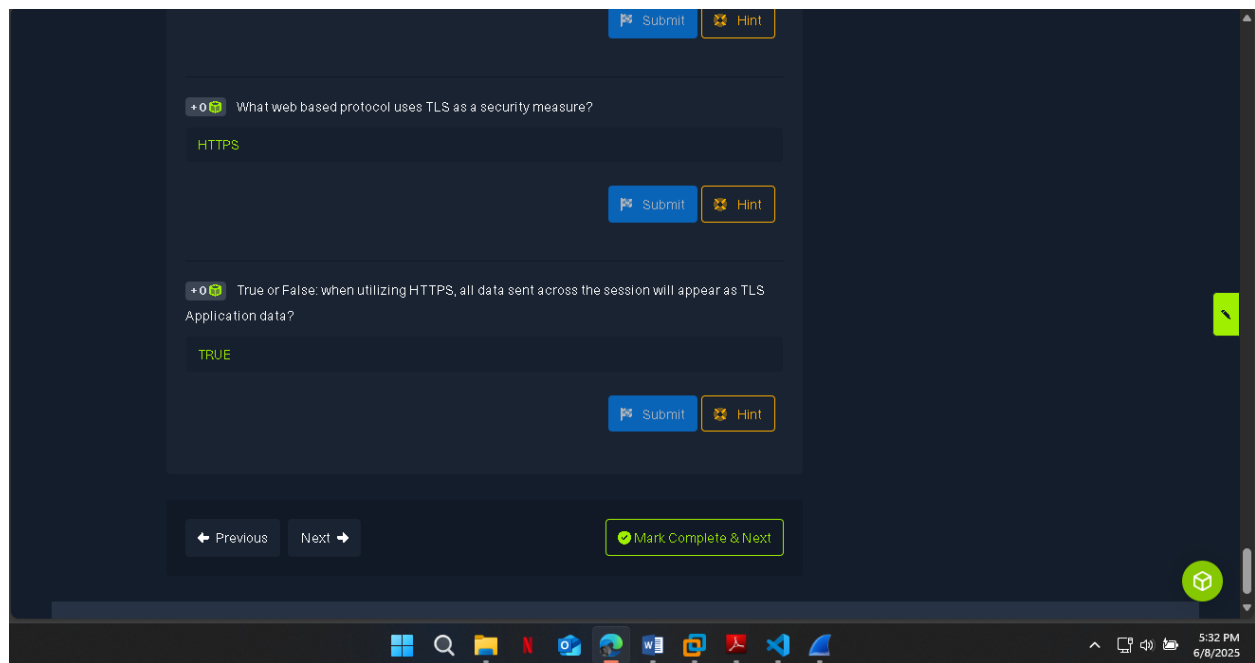 Submit Hint
+0 What web based protocol uses TLS as a security measure?
HTTPS
Submit Hint
+0 True or False: when utilizing HTTPS, all data sent across the session will appear as TLS
Application data?
TRUE
Submit Hint
Previous Next Mark Complete & Next
5:32 PM
6/8/2025